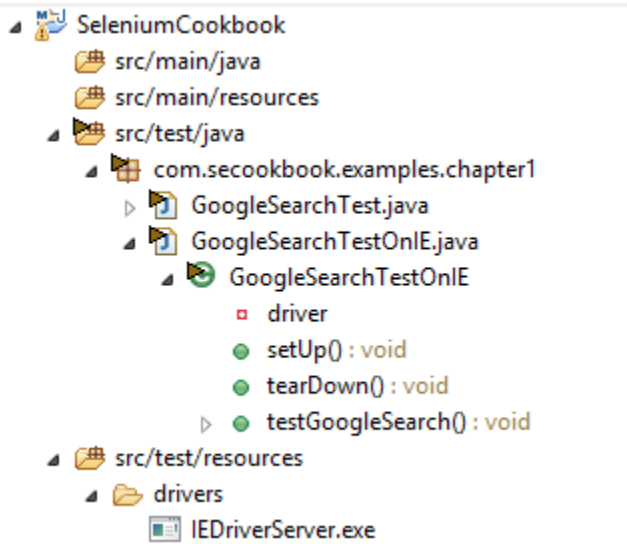 SeleniumCookbook
src/main/java
src/main/resources
src/test/java
com.secookbook.examples.chapter1
GoogleSearchTest.java
GoogleSearchTestOnIE.java
GoogleSearchTestOnIE
driver
setUp() : void
tearDown() : void
testGoogleSearch() : void
src/test/resources
drivers
IEDriverServer.exe